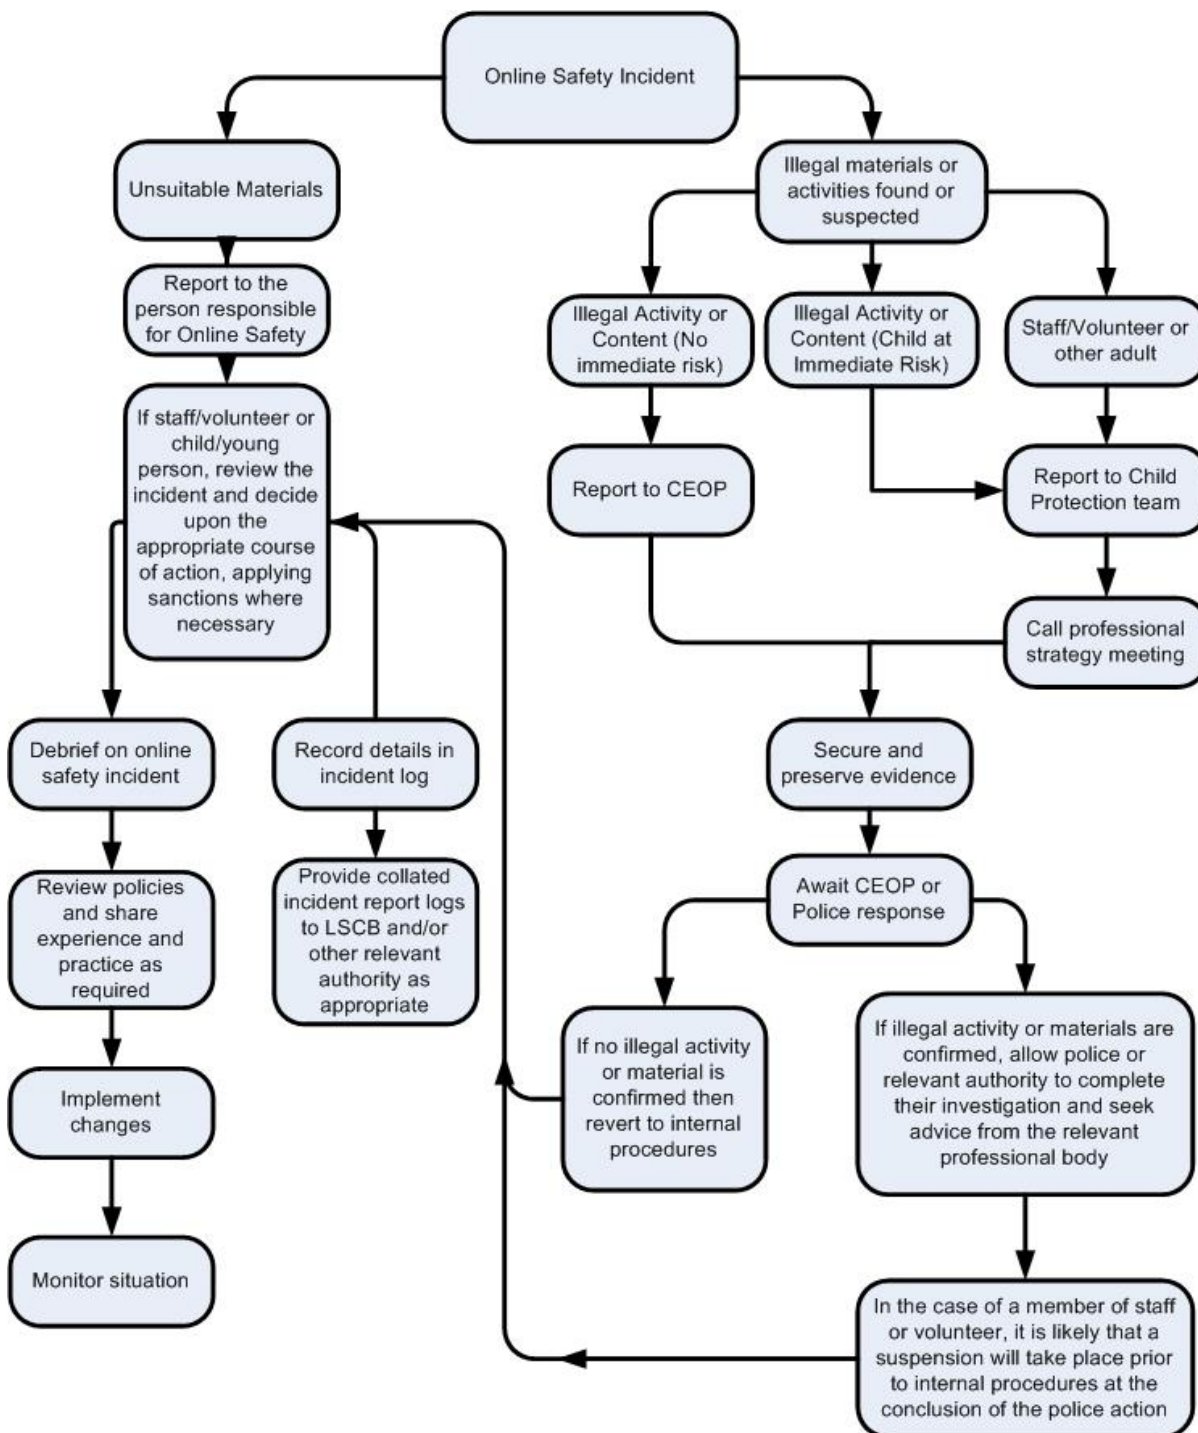 Online Safety Incident
Unsuitable Materials
Report to the
person responsible
for Online Safety
If staff/volunteer or
child/young
person, review the
incident and decide
upon the
appropriate course
of action, applying
sanctions where
necessary
Debrief on online
safety incident
Review policies
and share
experience and
practice as
required
Implement
changes
Monitor situation
Record details in
incident log
Provide collated
incident report logs
to LSCB and/or
other relevant
authority as
appropriate
Illegal materials or
activities found or
suspected
Illegal Activity or
Content (No
immediate risk)
Illegal Activity or
Content (Child at
Immediate Risk)
Staff/Volunteer or
other adult
Report to CEOP
Report to Child
Protection team
Call professional
strategy meeting
Secure and
preserve evidence
Await CEOP or
Police response
If no illegal activity
or material is
confirmed then
revert to internal
procedures
If illegal activity or materials are
confirmed, allow police or
relevant authority to complete
their investigation and seek
advice from the relevant
professional body
In the case of a member of staff
or volunteer, it is likely that a
suspension will take place prior
to internal procedures at the
conclusion of the police action